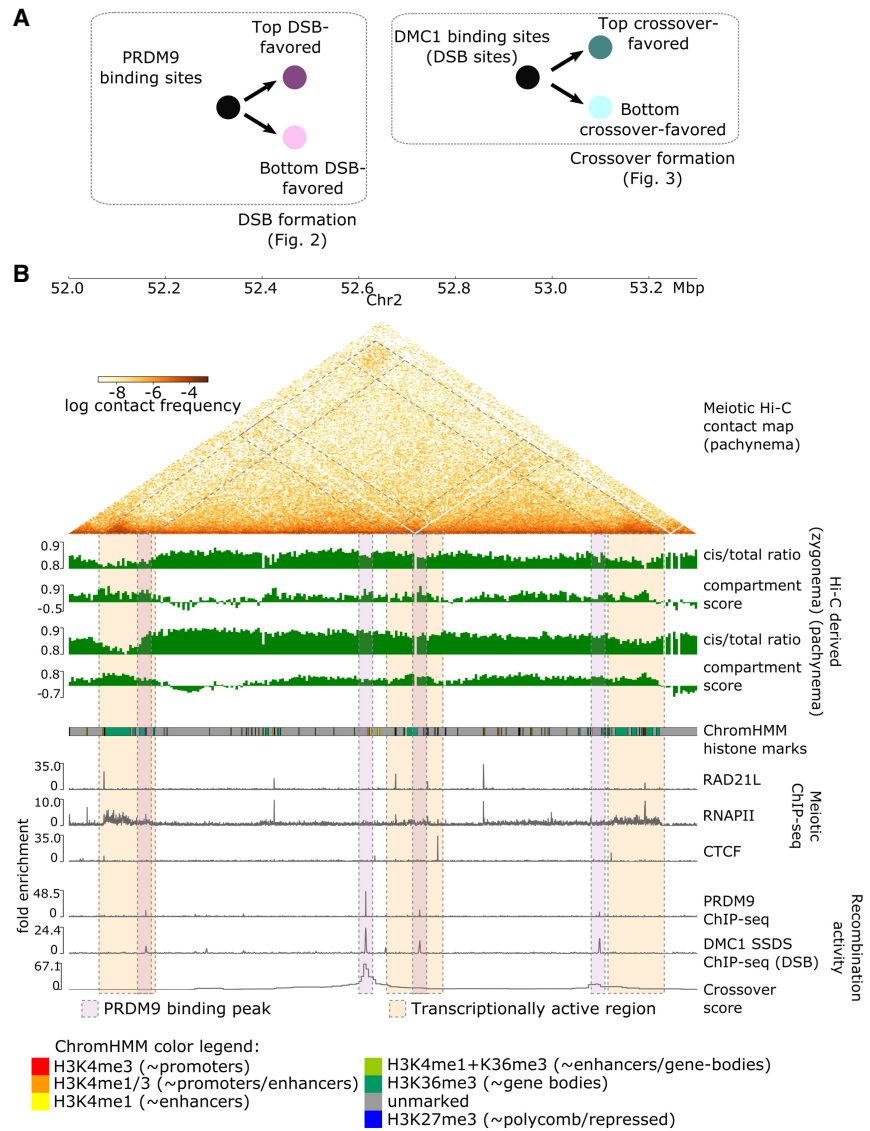 A
PRDM9
binding sites
Top DSB-
favored
Bottom DSB-
favored
DSB formation
(Fig. 2)
DMC1 binding sites
(DSB sites)
Top crossover-
favored
Bottom
crossover-favored
Crossover formation
(Fig. 3)
B
52.0 52.2 52.4 52.6 52.8 53.0 53.2 Mbp
Chr2
-8 -6 -4
log contact frequency
Meiotic Hi-C
contact map
(pachynema)
0.9
0.8
cis/total ratio
0.9
-0.5
compartment
score
0.9
0.8
cis/total ratio
0.8
-0.7
compartment
score
(zygonema)
(pachynema)
Hi-C derived
ChromHMM
histone marks
35.0
0
RAD21L
10.0
0
RNAPII
35.0
0
CTCF
Meiotic
ChIP-seq
fold enrichment
48.5
0
PRDM9
ChIP-seq
24.4
0
DMC1 SSDS
ChIP-seq (DSB)
67.1
0
Crossover
score
Recombination
activity
PRDM9 binding peak
Transcriptionally active region
ChromHMM color legend:
H3K4me3 (~promoters)
H3K4me1/3 (~promoters/enhancers)
H3K4me1 (~enhancers)
H3K4me1+K36me3 (~enhancers/gene-bodies)
H3K36me3 (~gene bodies)
unmarked
H3K27me3 (~polycomb/repressed)